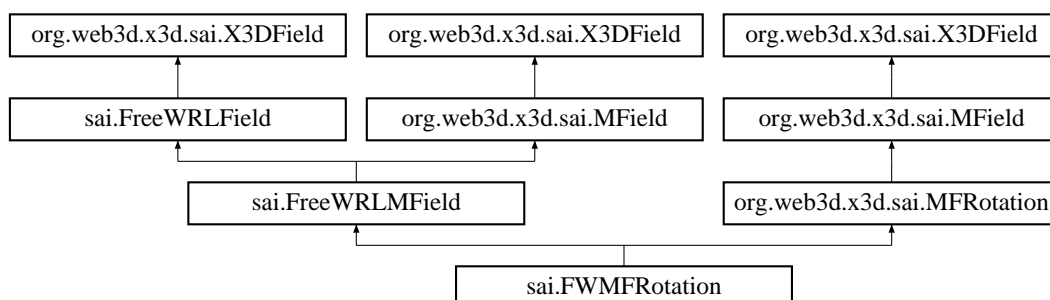 org.web3d.x3d.sai.X3DField org.web3d.x3d.sai.X3DField org.web3d.x3d.sai.X3DField
sai.FreeWRLField org.web3d.x3d.sai.MField org.web3d.x3d.sai.MField
sai.FreeWRLMField org.web3d.x3d.sai.MFRotation
sai.FWMFRotation